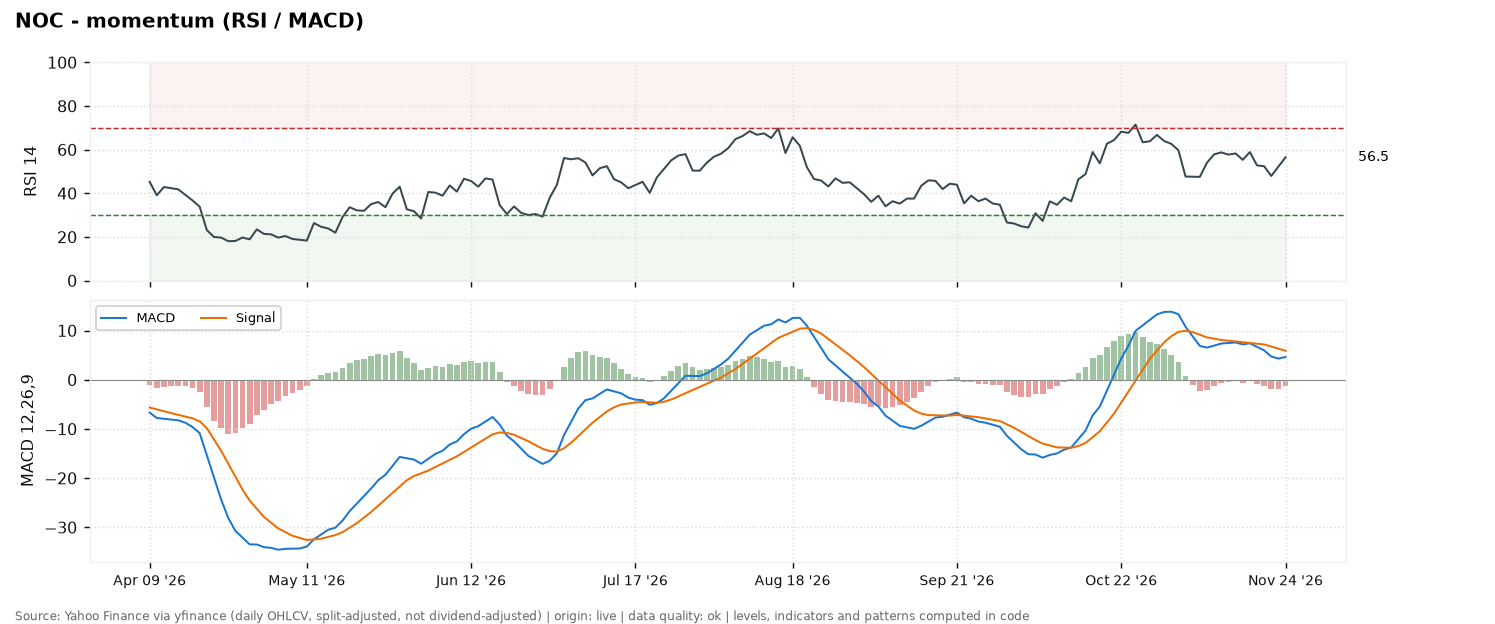 NOC - momentum (RSI / MACD)
100
80
60
40
20
0
RSI 14
56.5
MACD
Signal
10
0
−10
−20
−30
MACD 12,26,9
Apr 09 '26
May 11 '26
Jun 12 '26
Jul 17 '26
Aug 18 '26
Sep 21 '26
Oct 22 '26
Nov 24 '26
Source: Yahoo Finance via yfinance (daily OHLCV, split-adjusted, not dividend-adjusted) | origin: live | data quality: ok | levels, indicators and patterns computed in code